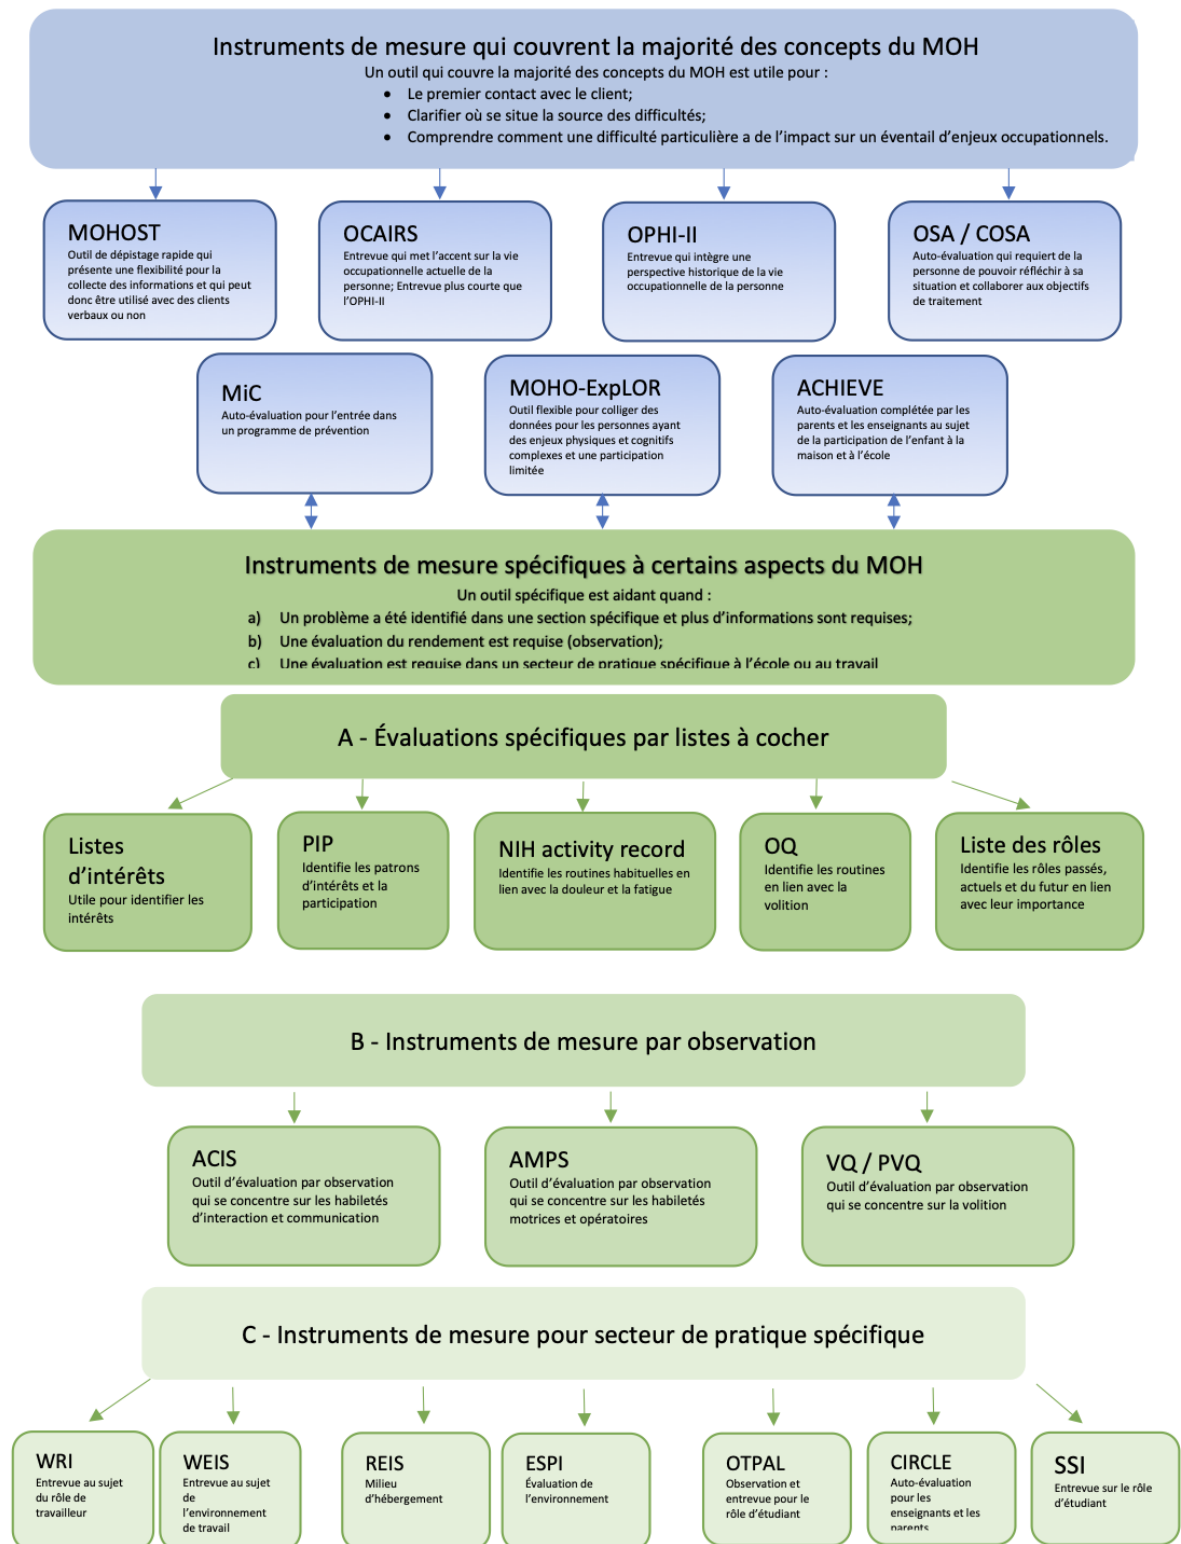 Instruments de mesure qui couvrent la majorité des concepts du MOH
Un outil qui couvre la majorité des concepts du MOH est utile pour :
• Le premier contact avec le client;
• Clarifier où se situe la source des difficultés;
• Comprendre comment une difficulté particulière a de l'impact sur un éventail d'enjeux occupationnels.
MOHOST
Outil de dépistage rapide qui
présente une flexibilité pour la
collecte des informations et qui peut
donc être utilisé avec des clients
verbaux ou non
OCAIRS
Entrevue qui met l'accent sur la vie
occupationnelle actuelle de la
personne; Entrevue plus courte que
l'OPHI-II
OPHI-II
Entrevue qui intègre une
perspective historique de la vie
occupationnelle de la personne
OSA / COSA
Auto-évaluation qui requiert de la
personne de pouvoir réfléchir à sa
situation et collaborer aux objectifs
de traitement
MiC
Auto-évaluation pour l'entrée dans
un programme de prévention
MOHO-ExpLOR
Outil flexible pour colliger des
données pour les personnes ayant
des enjeux physiques et cognitifs
complexes et une participation
limitée
ACHIEVE
Auto-évaluation complétée par les
parents et les enseignants au sujet
de la participation de l'enfant à la
maison et à l'école
Instruments de mesure spécifiques à certains aspects du MOH
Un outil spécifique est aidant quand :
a) Un problème a été identifié dans une section spécifique et plus d'informations sont requises;
b) Une évaluation du rendement est requise (observation);
c) Une évaluation est requise dans un secteur de pratique spécifique à l'école ou au travail
A - Évaluations spécifiques par listes à cocher
Listes
d'intérêts
Utile pour identifier les
intérêts
PIP
Identifie les patrons
d'intérêts et la
participation
NIH activity record
Identifie les routines habituelles en
lien avec la douleur et la fatigue
OQ
Identifie les routines
en lien avec la
volition
Liste des rôles
Identifie les rôles passés,
actuels et du futur en lien
avec leur importance
B - Instruments de mesure par observation
ACIS
Outil d'évaluation par observation
qui se concentre sur les habiletés
d'interaction et communication
AMPS
Outil d'évaluation par observation
qui se concentre sur les habiletés
motrices et opératoires
VQ / PVQ
Outil d'évaluation par observation
qui se concentre sur la volition
C - Instruments de mesure pour secteur de pratique spécifique
WRI
Entrevue au sujet
du rôle de
travailleur
WEIS
Entrevue au sujet
de
l'environnement
de travail
REIS
Milieu
d'hébergement
ESPI
Évaluation de
l'environnement
OTPAL
Observation et
entrevue pour le
rôle d'étudiant
CIRCLE
Auto-évaluation
pour les
enseignants et les
parents
SSI
Entrevue sur le rôle
d'étudiant